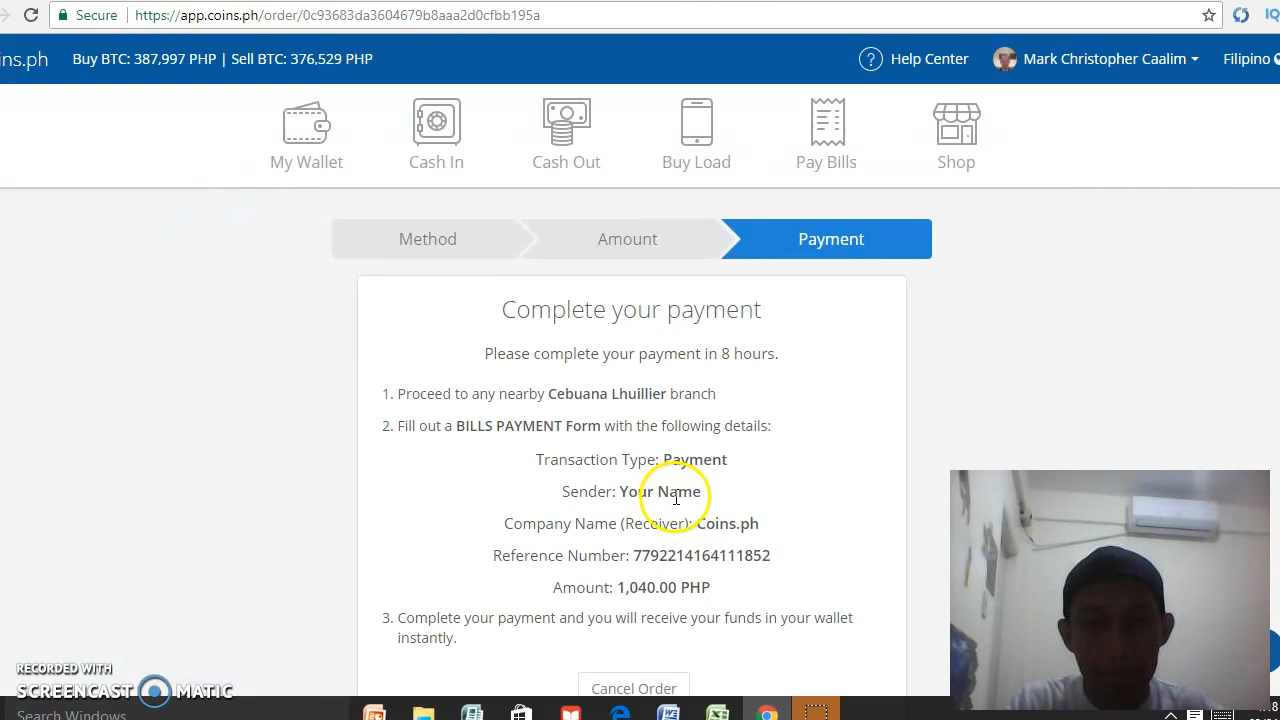 Secure https://app.coins.ph/order/0c93683da3604679b8aaa2d0cfbb195a
ins.ph Buy BTC: 387,997 PHP | Sell BTC: 376,529 PHP Help Center Mark Christopher Caalim Filipino
My Wallet Cash In Cash Out Buy Load Pay Bills Shop
Method Amount Payment
Complete your payment
Please complete your payment in 8 hours.
1. Proceed to any nearby Cebuana Lhuillier branch
2. Fill out a BILLS PAYMENT Form with the following details:
Transaction Type: Payment
Sender: Your Name
Company Name (Receiver): Coins.ph
Reference Number: 7792214164111852
Amount: 1,040.00 PHP
3. Complete your payment and you will receive your funds in your wallet
instantly.
Cancel Order
RECORDED WITH
SCREENCAST MATIC
Search Windows